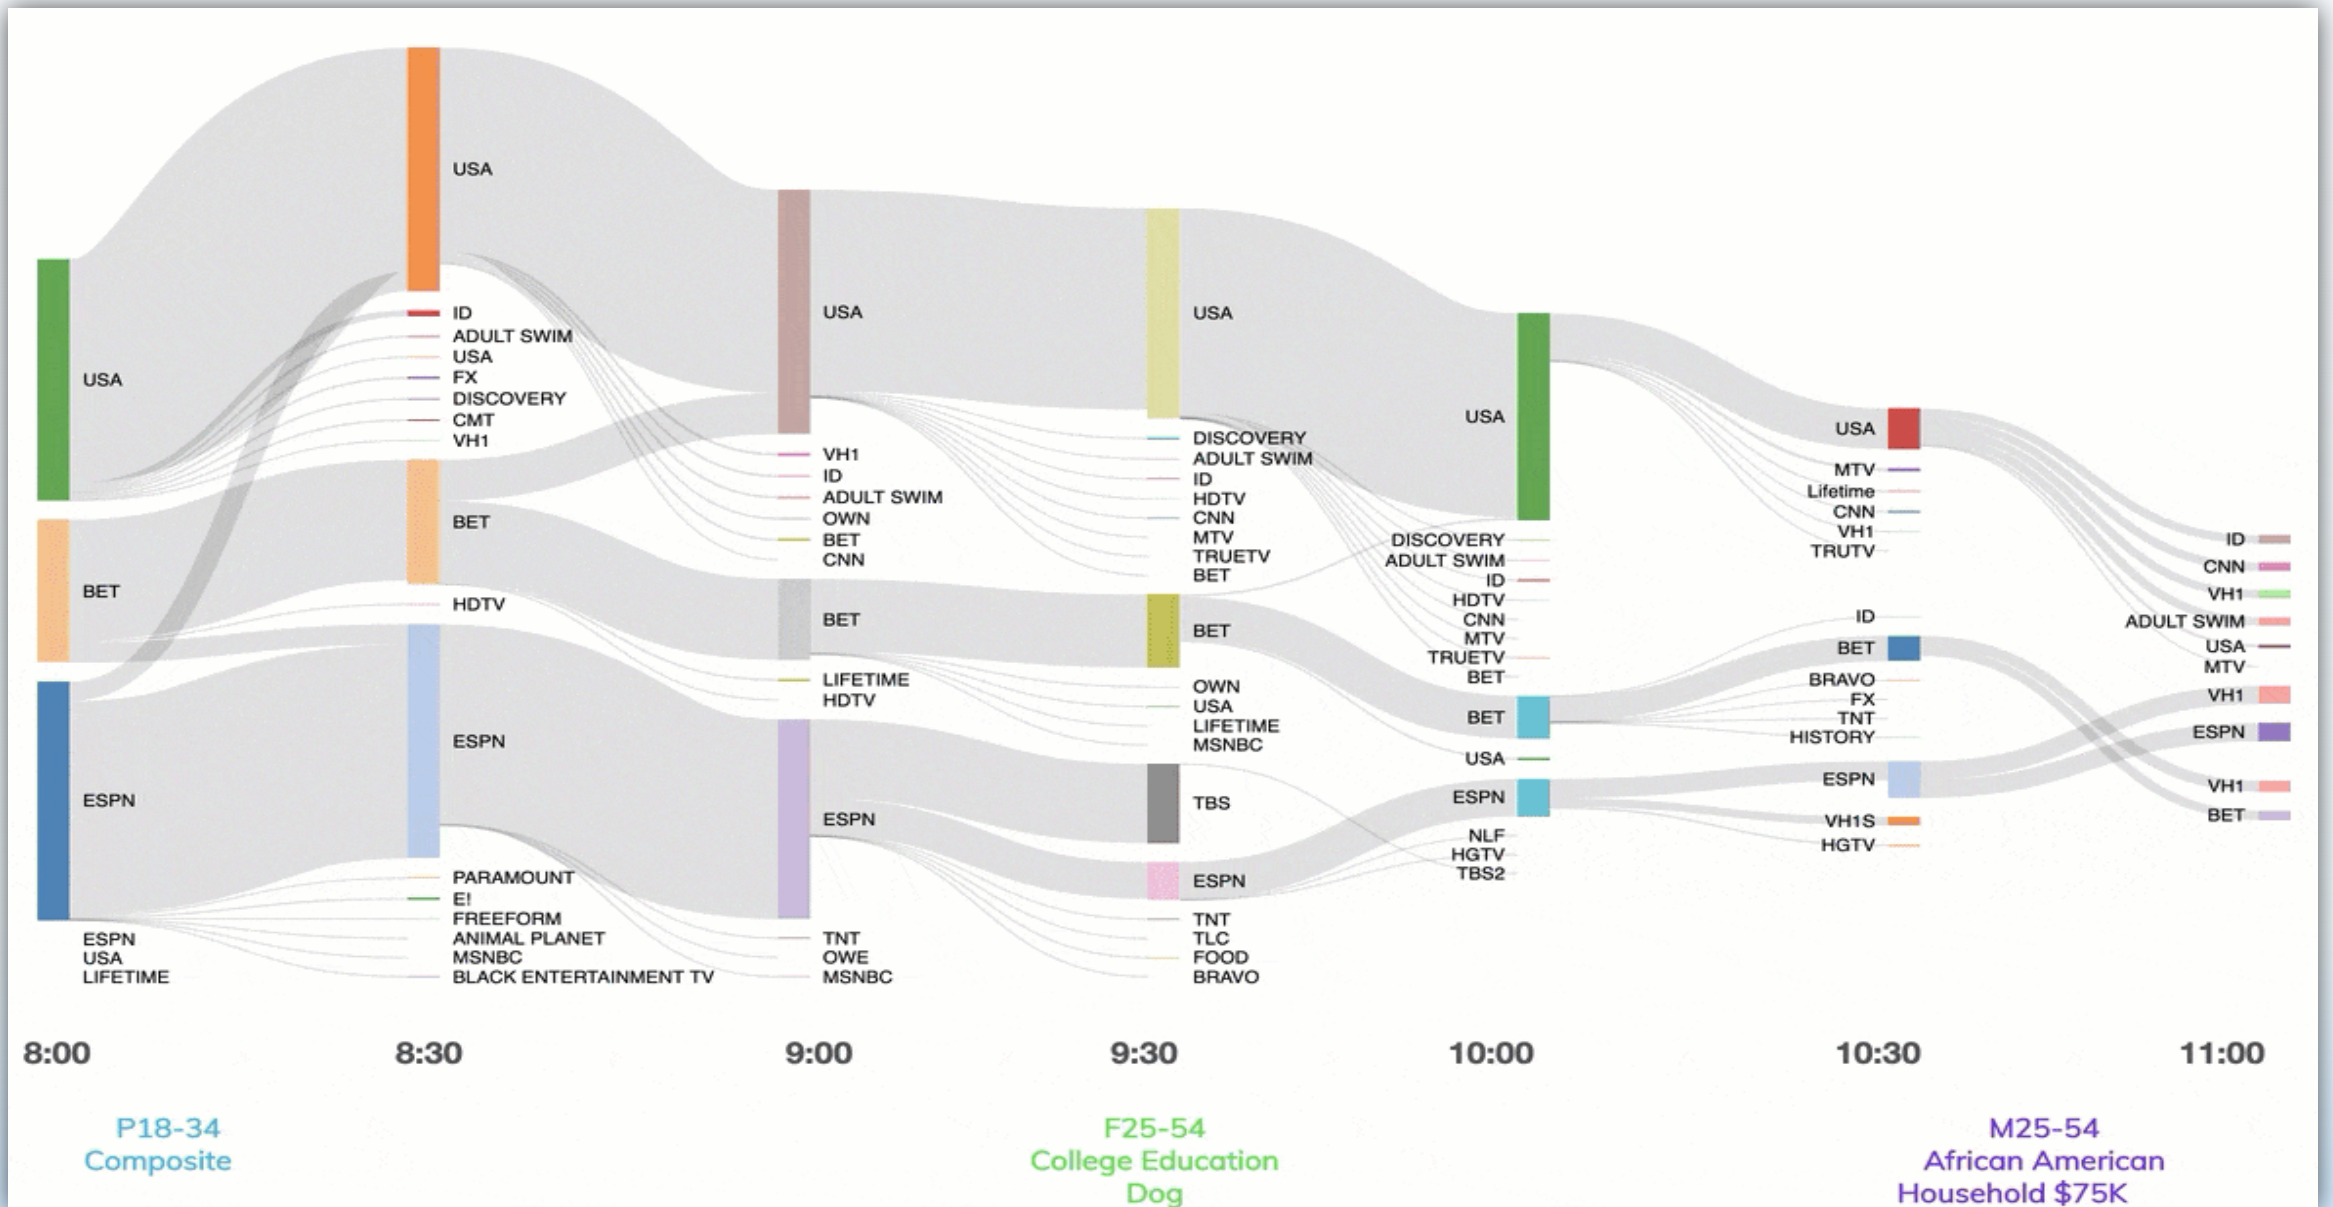 USA
BET
ESPN
ESPN
USA
LIFETIME
USA
ID
ADULT SWIM
USA
FX
DISCOVERY
CMT
VH1
BET
HDTV
ESPN
PARAMOUNT
E!
FREEFORM
ANIMAL PLANET
MSNBC
BLACK ENTERTAINMENT TV
USA
VH1
ID
ADULT SWIM
OWN
BET
CNN
BET
LIFETIME
HDTV
ESPN
TNT
OWE
MSNBC
USA
DISCOVERY
ADULT SWIM
ID
HDTV
CNN
MTV
TRUETV
BET
BET
OWN
USA
LIFETIME
MSNBC
TBS
ESPN
TNT
TLC
FOOD
BRAVO
USA
DISCOVERY
ADULT SWIM
ID
HDTV
CNN
MTV
TRUETV
BET
BET
USA
ESPN
NLF
HGTV
TBS2
USA
MTV
Lifetime
CNN
VH1
TRUTV
ID
BET
BRAVO
FX
TNT
HISTORY
ESPN
VH1S
HGTV
ID
CNN
VH1
ADULT SWIM
USA
MTV
VH1
ESPN
VH1
BET
8:00 8:30 9:00 9:30 10:00 10:30 11:00
P18-34
Composite
F25-54
College Education
Dog
M25-54
African American
Household $75K